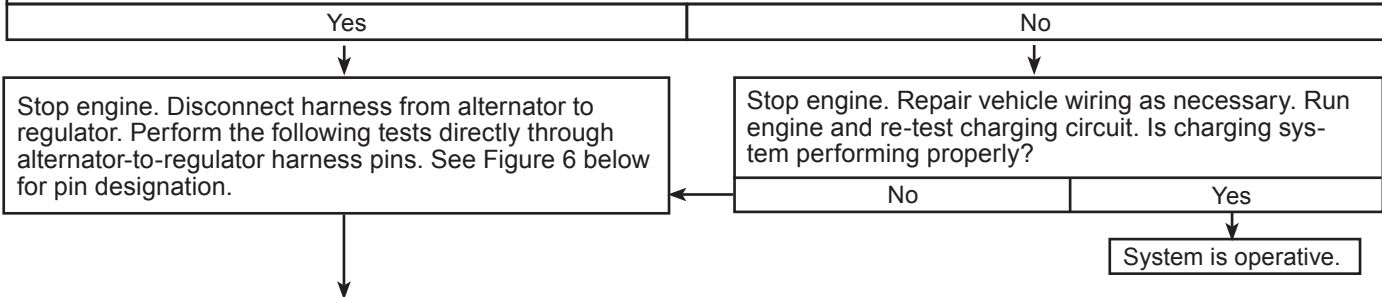 Yes
No
Stop engine. Disconnect harness from alternator to
regulator. Perform the following tests directly through
alternator-to-regulator harness pins. See Figure 6 below
for pin designation.
Stop engine. Repair vehicle wiring as necessary. Run
engine and re-test charging circuit. Is charging sys-
tem performing properly?
No
Yes
System is operative.